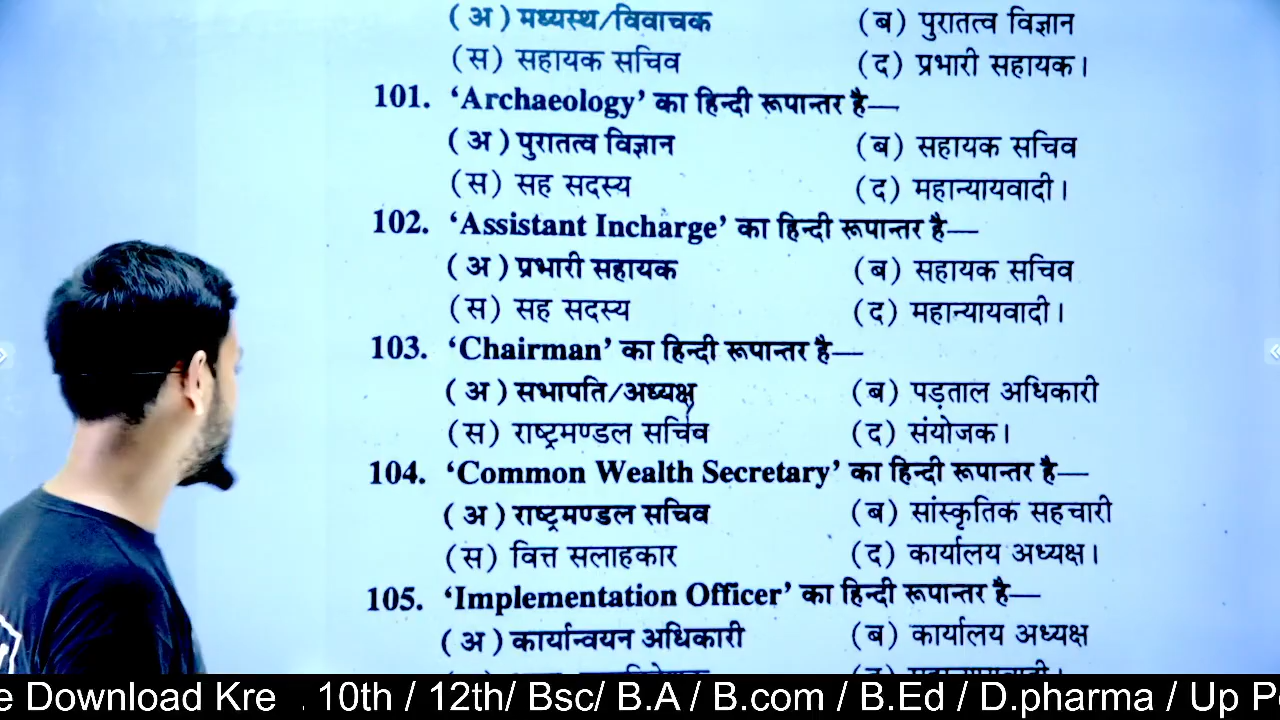 (अ) मध्यस्थ/विवाचक (ब) पुरातत्व विज्ञान
(स) सहायक सचिव (द) प्रभारी सहायक।
101. ‘Archaeology’ का हिन्दी रूपान्तर है—
(अ) पुरातत्व विज्ञान (ब) सहायक सचिव
(स) सह सदस्य (द) महान्यायवादी।
102. ‘Assistant Incharge’ का हिन्दी रूपान्तर है—
(अ) प्रभारी सहायक (ब) सहायक सचिव
(स) सह सदस्य (द) महान्यायवादी।
103. ‘Chairman’ का हिन्दी रूपान्तर है—
(अ) सभापति/अध्यक्ष (ब) पड़ताल अधिकारी
(स) राष्ट्रमण्डल सचिव (द) संयोजक।
104. ‘Common Wealth Secretary’ का हिन्दी रूपान्तर है—
(अ) राष्ट्रमण्डल सचिव (ब) सांस्कृतिक सहचारी
(स) वित्त सलाहकार (द) कार्यालय अध्यक्ष।
105. ‘Implementation Officer’ का हिन्दी रूपान्तर है—
(अ) कार्यान्वयन अधिकारी (ब) कार्यालय अध्यक्ष
e Download Kre . 10th / 12th/ Bsc/ B.A / B.com / B.Ed / D.pharma / Up P